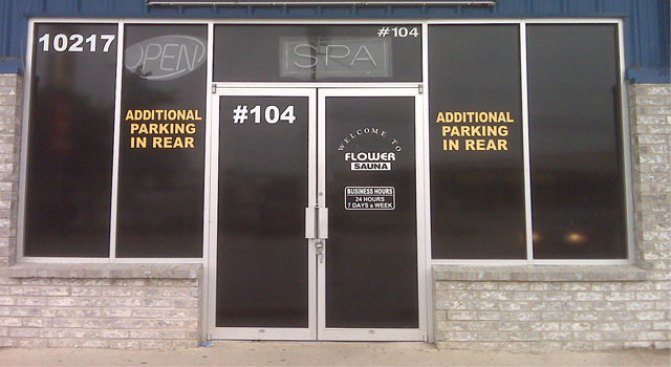 10217
OPEN
SPA
#104
ADDITIONAL
PARKING
IN REAR
#104
WELCOME TO
FLOWER
SAUNA
BUSINESS HOURS
24 HOURS
7 DAYS a WEEK
ADDITIONAL
PARKING
IN REAR